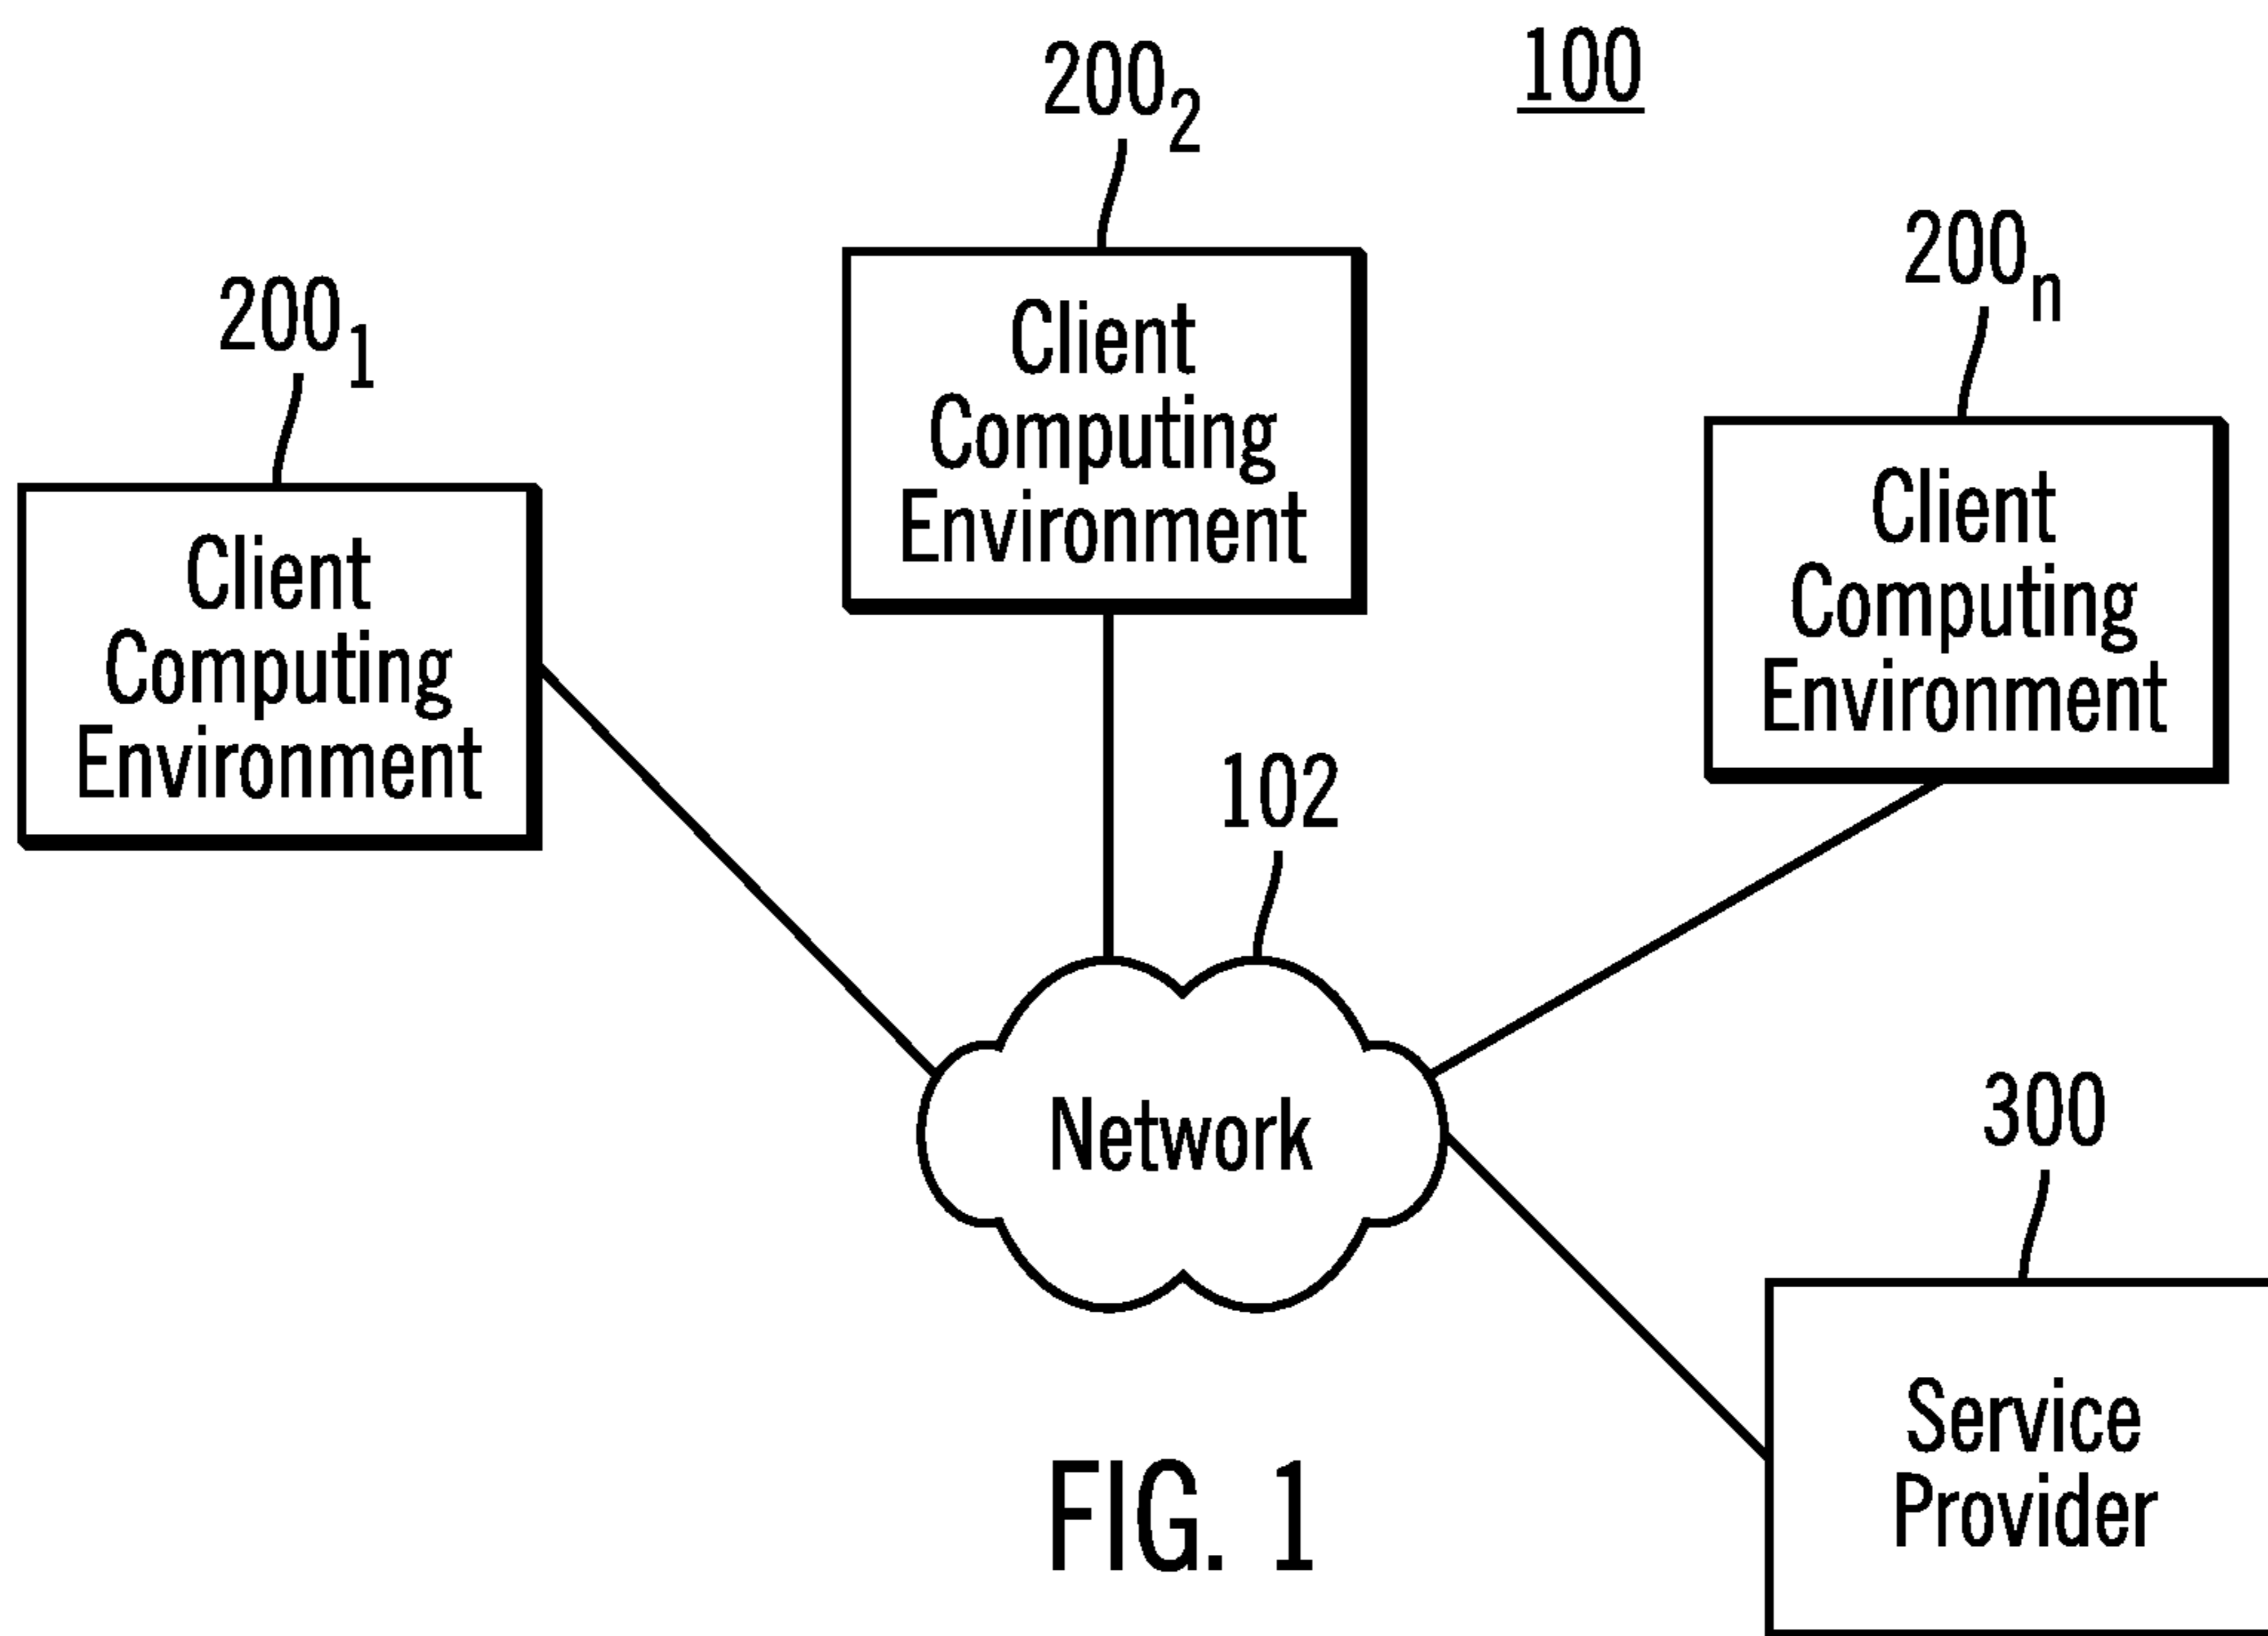 100
200₂
200ₙ
200₁
Client
Computing
Environment
Client
Computing
Environment
Client
Computing
Environment
102
Network
300
Service
Provider
FIG. 1